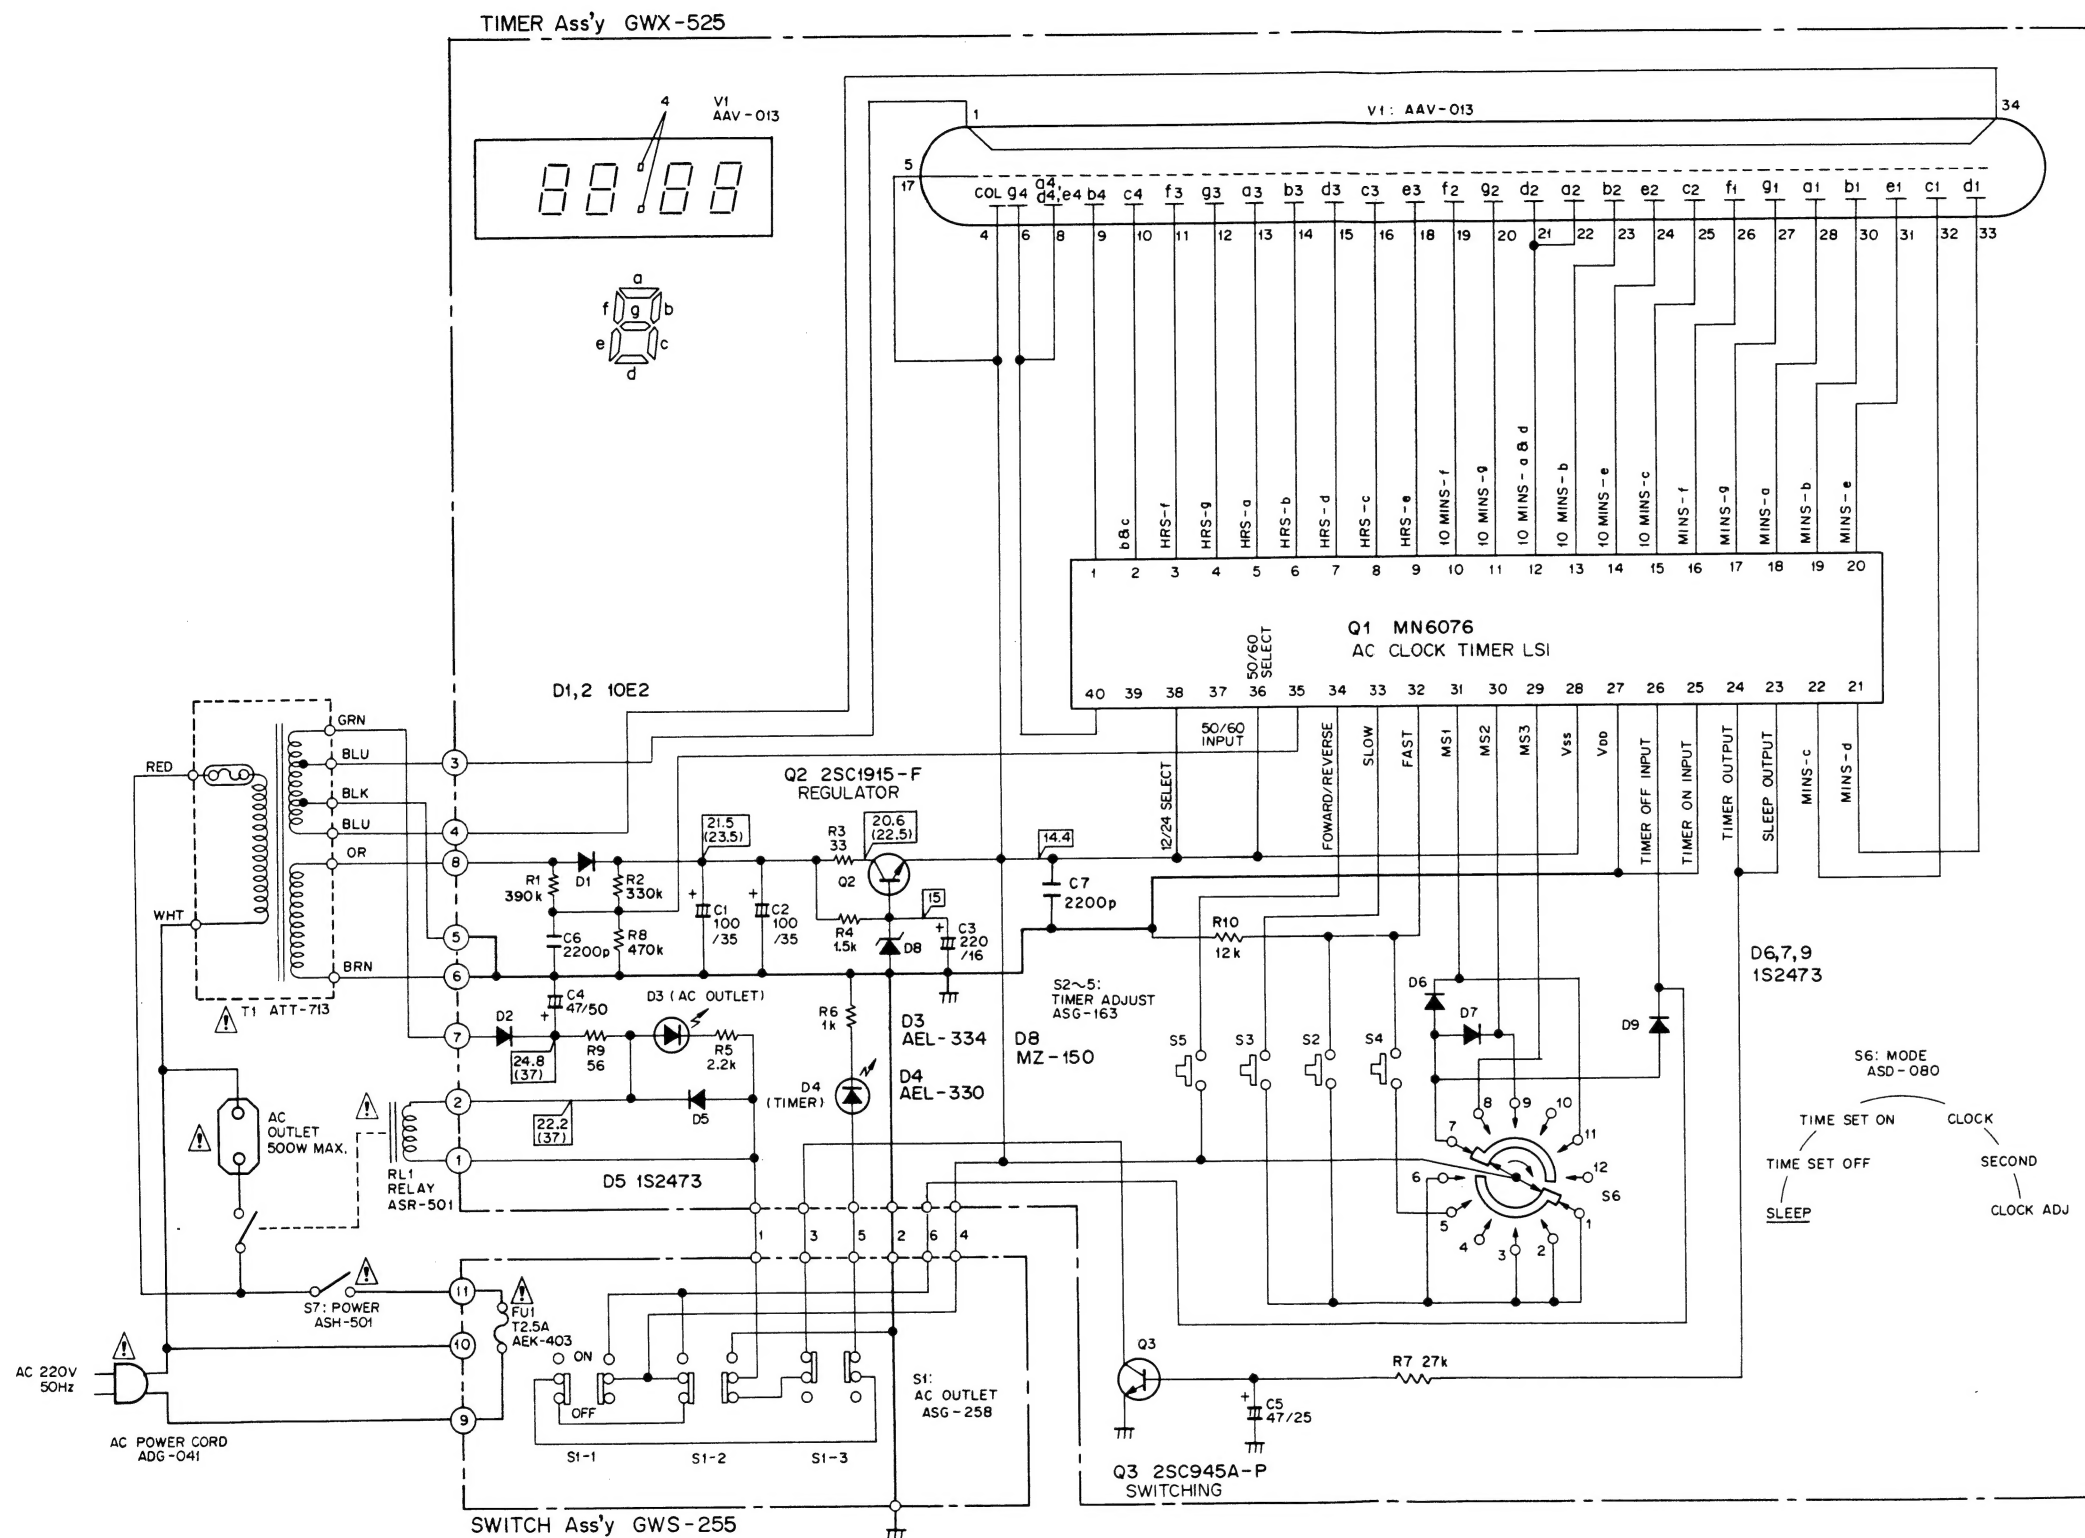 TIMER Ass'y GWX-525
4 V1
AAV-013
V1: AAV-013
1
34
5
17
COL g4 a4 d4,'e4 b4 c4 f3 g3 a3 b3 d3 c3 e3 f2 g2 d2 a2 b2 e2 c2 f1 g1 a1 b1 e1 c1 d1
4 6 8 9 10 11 12 13 14 15 16 18 19 20 21 22 23 24 25 26 27 28 30 31 32 33
a
f g b
e c
d
b&c
HRS-f
HRS-g
HRS-a
HRS-b
HRS-d
HRS-c
HRS-e
10 MINS-f
10 MINS-g
10 MINS-a & d
10 MINS-b
10 MINS-e
10 MINS-c
MINS-f
MINS-g
MINS-a
MINS-b
MINS-e
1 2 3 4 5 6 7 8 9 10 11 12 13 14 15 16 17 18 19 20
Q1 MN6076
AC CLOCK TIMER LSI
50/60
SELECT
40 39 38 37 36 35 34 33 32 31 30 29 28 27 26 25 24 23 22 21
50/60
INPUT
12/24 SELECT
FOWARD/REVERSE
SLOW
FAST
MS1
MS2
MS3
Vss
VDD
TIMER OFF INPUT
TIMER ON INPUT
TIMER OUTPUT
SLEEP OUTPUT
MINS-c
MINS-d
D1,2 10E2
GRN
BLU
3
RED
BLK
BLU
4
OR
8
WHT
5
BRN
6
T1 ATT-713
7
Q2 2SC1915-F
REGULATOR
21.5
(23.5)
R3
33
20.6
(22.5)
14.4
R1
390k
D1
R2
330k
Q2
C7
2200p
+ C1
100
/35
+ C2
100
/35
R4
1.5k
15
D8
+ C3
220
/16
C6
2200p
R8
470k
R10
12k
D6,7,9
1S2473
C4
47/50
+
D3 (AC OUTLET)
S2~5:
TIMER ADJUST
ASG-163
D2
R9
56
R5
2.2k
R6
1k
D3
AEL-334
D8
MZ-150
24.8
(37)
D4
(TIMER)
D4
AEL-330
D6
D7
D9
S5 S3 S2 S4
S6: MODE
ASD-080
2
22.2
(37)
D5
AC
OUTLET
500W MAX.
1
RL1
RELAY
ASR-501
D5 1S2473
8 9 10
7 11
6 12
5 S6
4 3 2 1
TIME SET ON CLOCK
TIME SET OFF SECOND
SLEEP CLOCK ADJ
1 3 5 2 6 4
S7: POWER
ASH-501
11
FU1
T2.5A
AEK-403
10
AC 220V
50Hz
9
AC POWER CORD
ADG-041
ON
OFF
S1-1 S1-2 S1-3
S1:
AC OUTLET
ASG-258
Q3
R7 27k
+ C5
47/25
Q3 2SC945A-P
SWITCHING
SWITCH Ass'y GWS-255